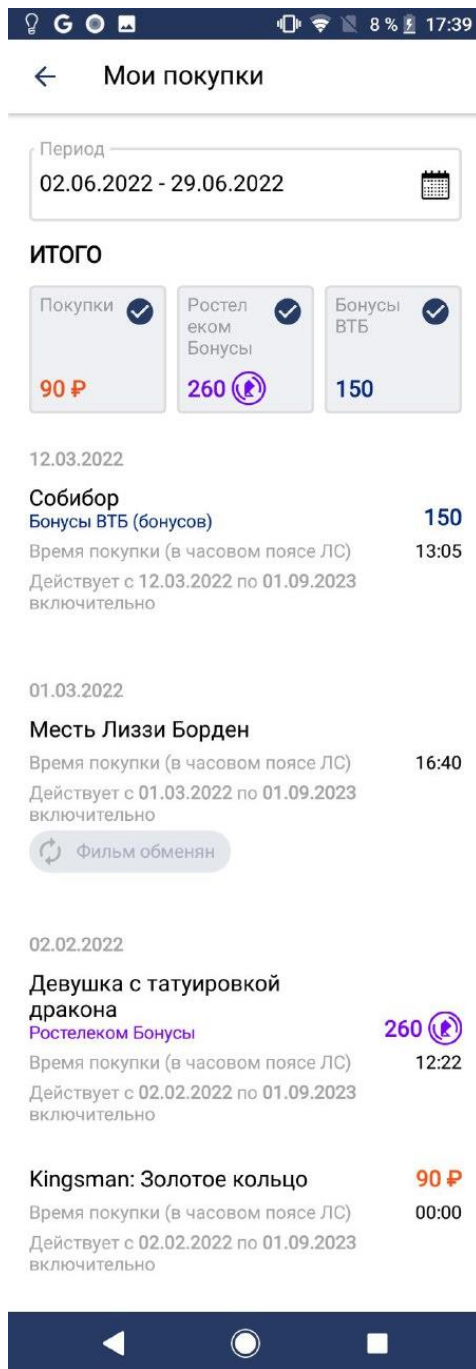 G 8 % 17:39
Мои покупки
Период
02.06.2022 - 29.06.2022
ИТОГО
Покупки
90 ₽
Ростел
еком
Бонусы
260
Бонусы
ВТБ
150
12.03.2022
Собибор
Бонусы ВТБ (бонусов) 150
Время покупки (в часовом поясе ЛС) 13:05
Действует с 12.03.2022 по 01.09.2023
включительно
01.03.2022
Месть Лиззи Борден
Время покупки (в часовом поясе ЛС) 16:40
Действует с 01.03.2022 по 01.09.2023
включительно
Фильм обменян
02.02.2022
Девушка с татуировкой
дракона
Ростелеком Бонусы 260
Время покупки (в часовом поясе ЛС) 12:22
Действует с 02.02.2022 по 01.09.2023
включительно
Kingsman: Золотое кольцо 90 ₽
Время покупки (в часовом поясе ЛС) 00:00
Действует с 02.02.2022 по 01.09.2023
включительно